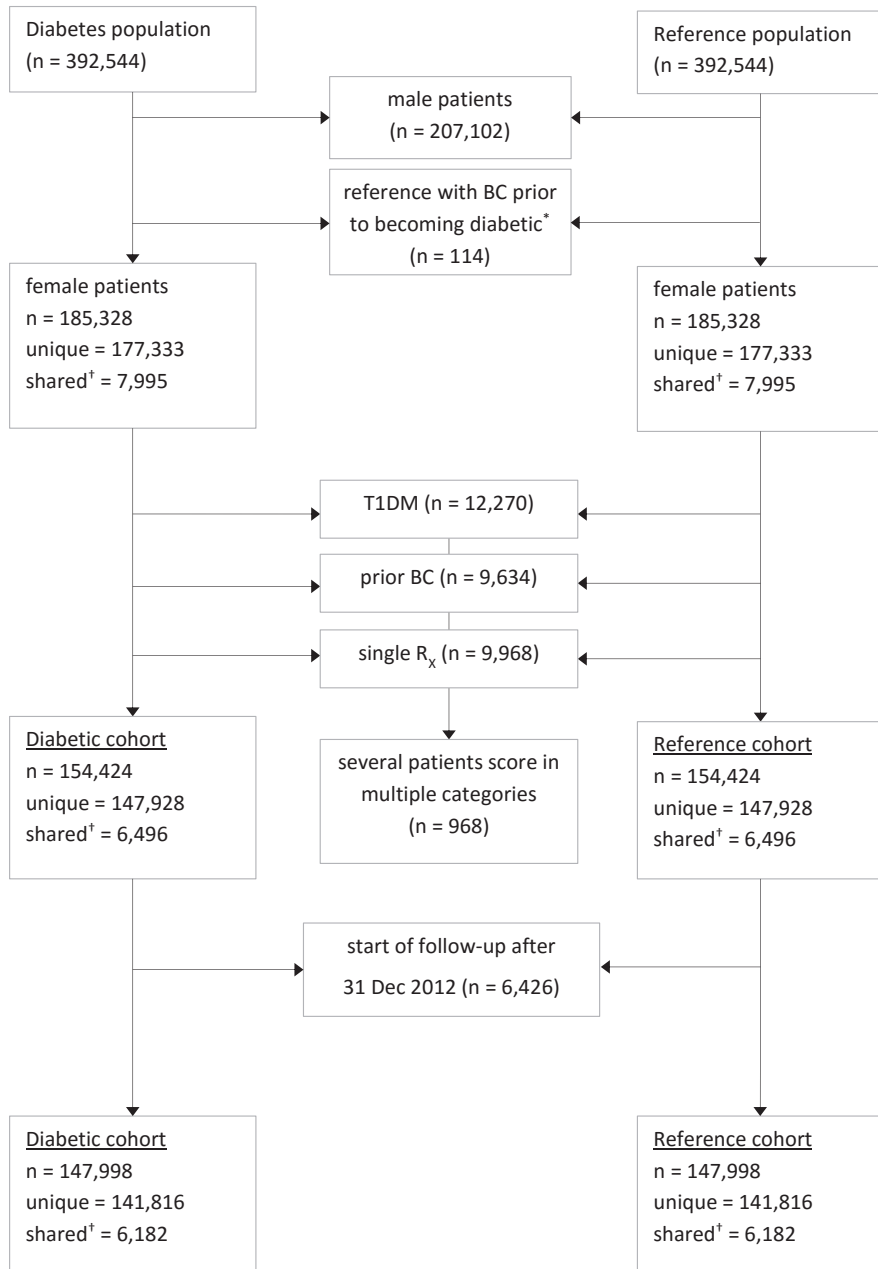 Diabetes population
(n = 392,544)
Reference population
(n = 392,544)
male patients
(n = 207,102)
reference with BC prior
to becoming diabetic*
(n = 114)
female patients
n = 185,328
unique = 177,333
shared† = 7,995
female patients
n = 185,328
unique = 177,333
shared† = 7,995
T1DM (n = 12,270)
prior BC (n = 9,634)
single Rx (n = 9,968)
several patients score in
multiple categories
(n = 968)
Diabetic cohort
n = 154,424
unique = 147,928
shared† = 6,496
Reference cohort
n = 154,424
unique = 147,928
shared† = 6,496
start of follow-up after
31 Dec 2012 (n = 6,426)
Diabetic cohort
n = 147,998
unique = 141,816
shared† = 6,182
Reference cohort
n = 147,998
unique = 141,816
shared† = 6,182